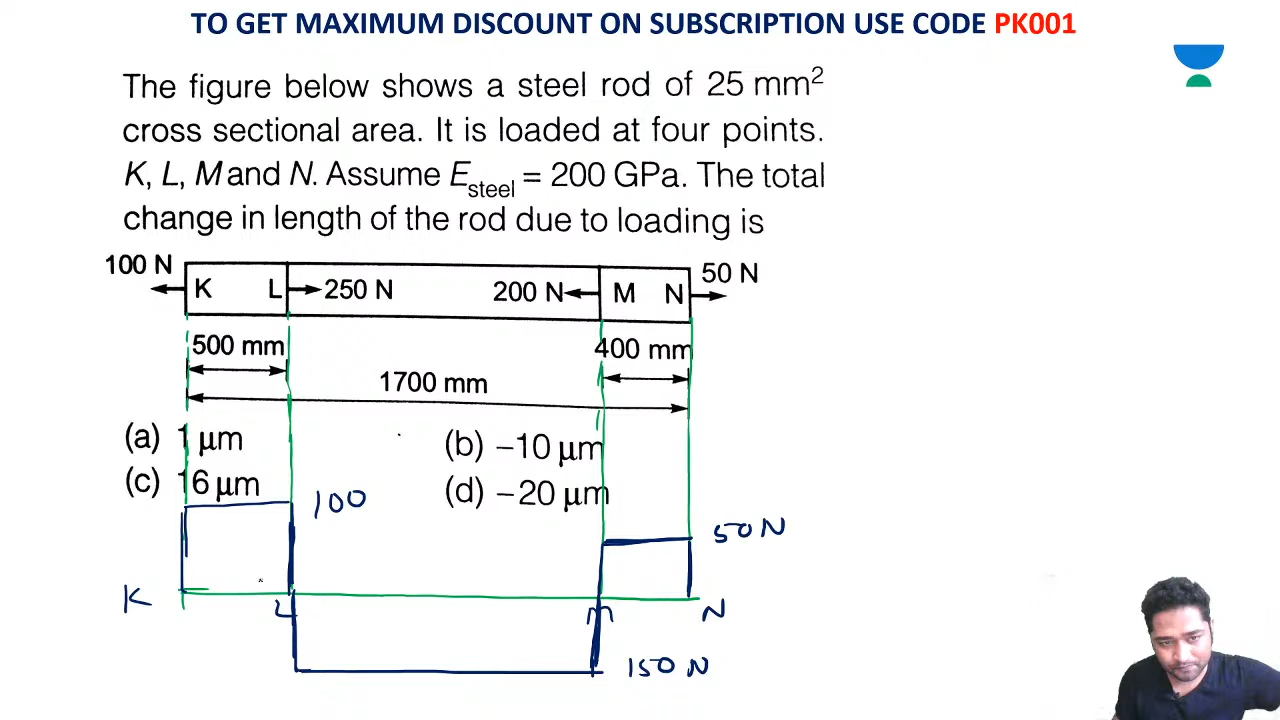 TO GET MAXIMUM DISCOUNT ON SUBSCRIPTION USE CODE PK001
The figure below shows a steel rod of 25 mm²
cross sectional area. It is loaded at four points.
K, L, M and N. Assume E_steel = 200 GPa. The total
change in length of the rod due to loading is
100 N K L 250 N 200 N M N 50 N
500 mm 400 mm
1700 mm
(a) 1 μm (b) –10 μm
(c) 16 μm (d) –20 μm
100
50 N
K L m N
150 N